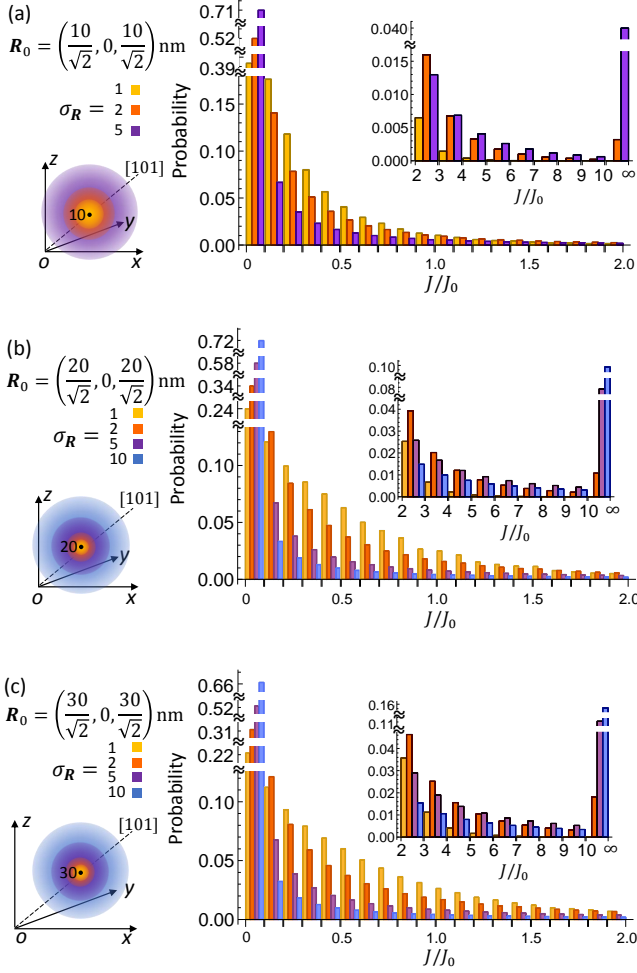 (a)
R₀ = (10/√2, 0, 10/√2) nm
σ_R = 1
2
5
z
[101]
10
y
o
x
Probability
0.71
0.52
0.39
0.15
0.10
0.05
0.00
0 0.5 1.0 1.5 2.0
J/J₀
0.040
0.015
0.010
0.005
0.000
2 3 4 5 6 7 8 9 10 ∞
J/J₀
(b)
R₀ = (20/√2, 0, 20/√2) nm
σ_R = 1
2
5
10
z
[101]
20
y
o
x
Probability
0.72
0.58
0.34
0.24
0.10
0.05
0.00
0 0.5 1.0 1.5 2.0
J/J₀
0.10
0.08
0.04
0.03
0.02
0.01
0.00
2 3 4 5 6 7 8 9 10 ∞
J/J₀
(c)
R₀ = (30/√2, 0, 30/√2) nm
σ_R = 1
2
5
10
z
[101]
30
y
o
x
Probability
0.66
0.52
0.31
0.22
0.10
0.05
0.00
0 0.5 1.0 1.5 2.0
J/J₀
0.16
0.11
0.04
0.03
0.02
0.01
0.00
2 3 4 5 6 7 8 9 10 ∞
J/J₀